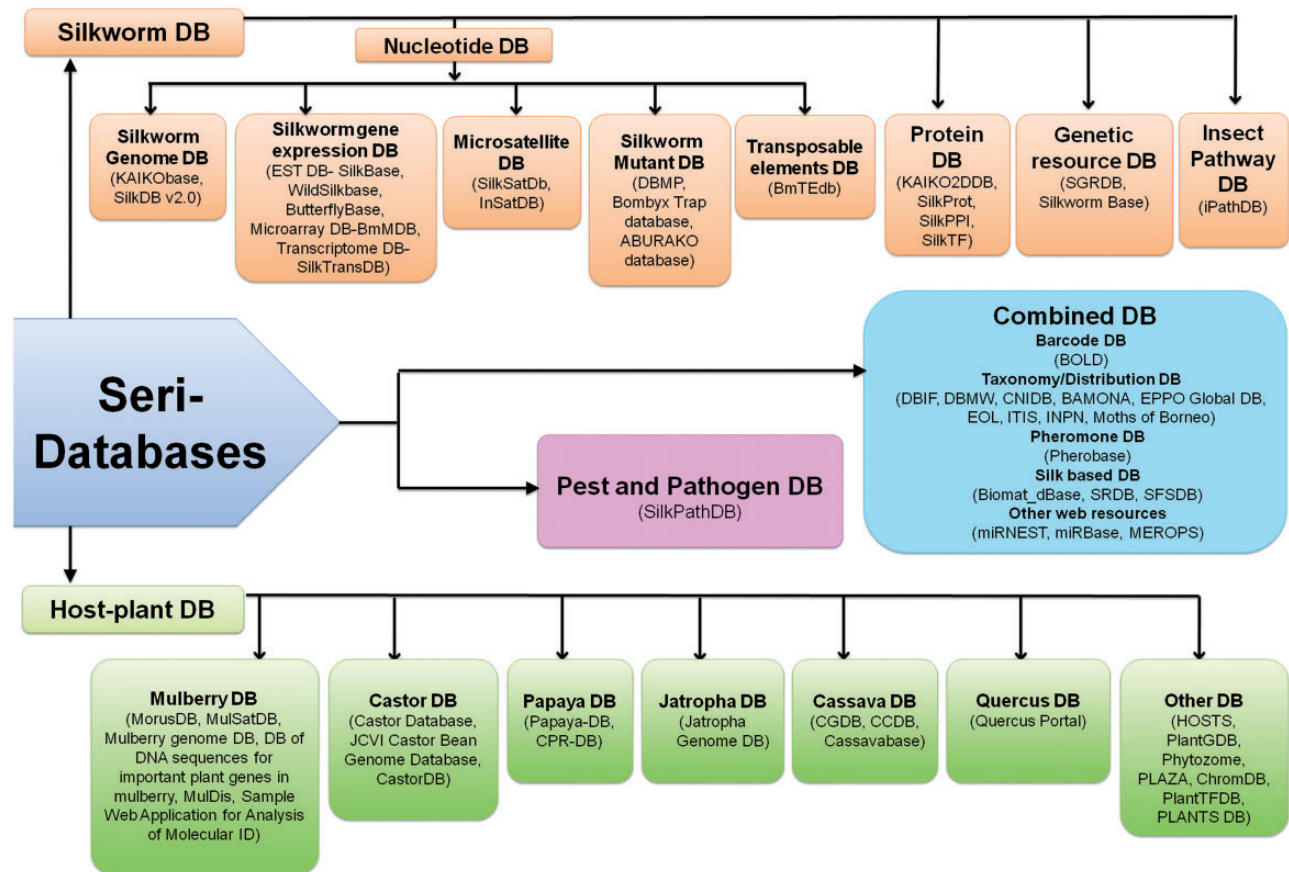 Silkworm DB
Nucleotide DB
Silkworm
Genome DB
(KAIKObase,
SilkDB v2.0)
Silkworm gene
expression DB
(EST DB- SilkBase,
WildSilkbase,
ButterflyBase,
Microarray DB-BmMDB,
Transcriptome DB-
SilkTransDB)
Microsatellite
DB
(SilkSatDb,
InSatDB)
Silkworm
Mutant DB
(DBMP,
Bombyx Trap
database,
ABURAKO
database)
Transposable
elements DB
(BmTEdb)
Protein
DB
(KAIKO2DDB,
SilkProt,
SilkPPI,
SilkTF)
Genetic
resource DB
(SGRDB,
Silkworm Base)
Insect
Pathway
DB
(iPathDB)
Seri-
Databases
Combined DB
Barcode DB
(BOLD)
Taxonomy/Distribution DB
(DBIF, DBMW, CNIDB, BAMONA, EPPO Global DB,
EOL, ITIS, INPN, Moths of Borneo)
Pheromone DB
(Pherobase)
Silk based DB
(Biomat_dBase, SRDB, SFSDB)
Other web resources
(miRNEST, miRBase, MEROPS)
Pest and Pathogen DB
(SilkPathDB)
Host-plant DB
Mulberry DB
(MorusDB, MulSatDB,
Mulberry genome DB, DB of
DNA sequences for
important plant genes in
mulberry, MulDis, Sample
Web Application for Analysis
of Molecular ID)
Castor DB
(Castor Database,
JCVI Castor Bean
Genome Database,
CastorDB)
Papaya DB
(Papaya-DB,
CPR-DB)
Jatropha DB
(Jatropha
Genome DB)
Cassava DB
(CGDB, CCDB,
Cassavabase)
Quercus DB
(Quercus Portal)
Other DB
(HOSTS,
PlantGDB,
Phytozome,
PLAZA, ChromDB,
PlantTFDB,
PLANTS DB)